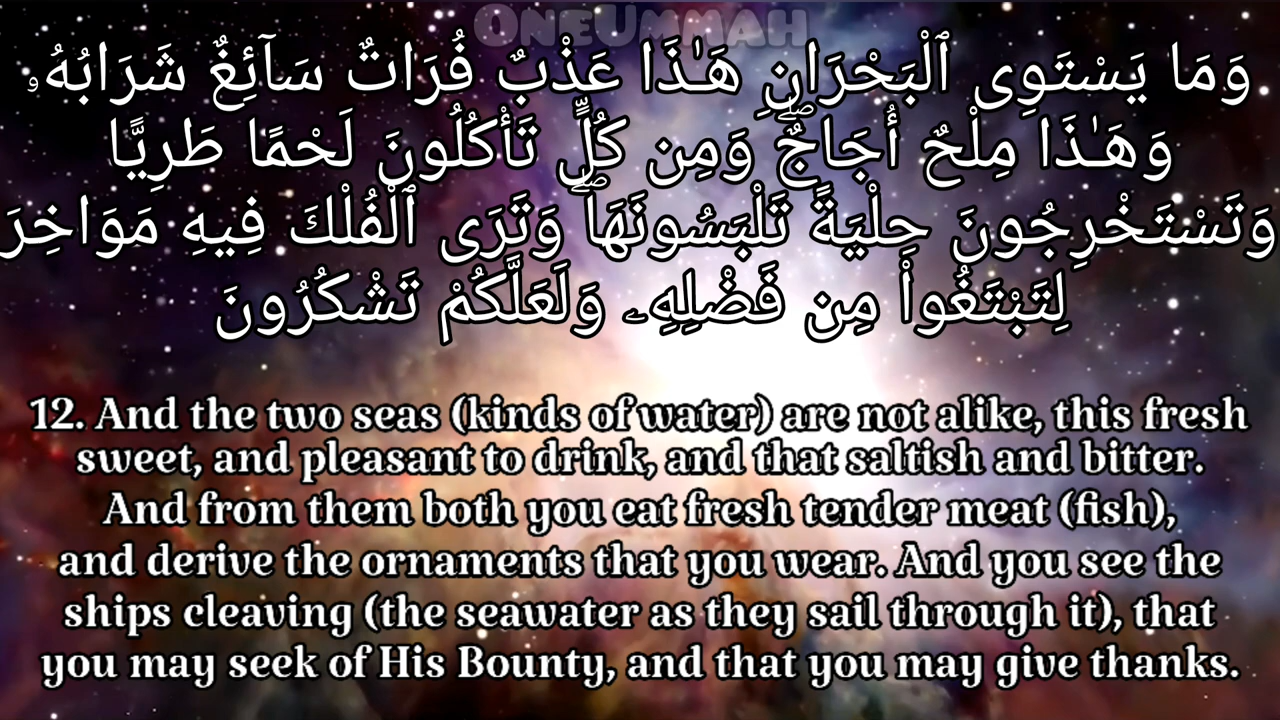 OneUmmah
وَمَا يَسْتَوِى ٱلْبَحْرَانِ هَـٰذَا عَذْبٌ فُرَاتٌ سَآئِغٌ شَرَابُهُۥ
وَهَـٰذَا مِلْحٌ أُجَاجٌ ۖ وَمِن كُلٍّ تَأْكُلُونَ لَحْمًا طَرِيًّا
وَتَسْتَخْرِجُونَ حِلْيَةً تَلْبَسُونَهَا ۖ وَتَرَى ٱلْفُلْكَ فِيهِ مَوَاخِرَ
لِتَبْتَغُوا۟ مِن فَضْلِهِۦ وَلَعَلَّكُمْ تَشْكُرُونَ
12. And the two seas (kinds of water) are not alike, this fresh
sweet, and pleasant to drink, and that saltish and bitter.
And from them both you eat fresh tender meat (fish),
and derive the ornaments that you wear. And you see the
ships cleaving (the seawater as they sail through it), that
you may seek of His Bounty, and that you may give thanks.